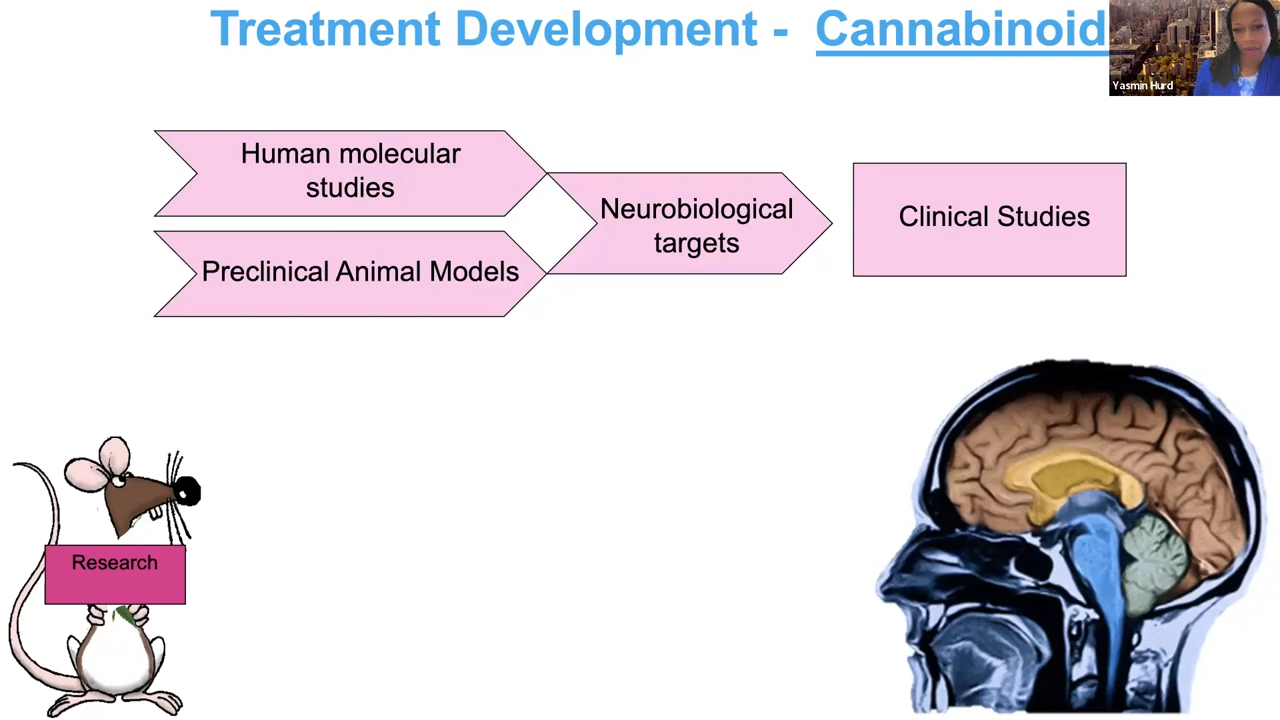 Treatment Development - Cannabinoid
Yasmin Hurd
Human molecular
studies
Neurobiological
targets
Clinical Studies
Preclinical Animal Models
Research